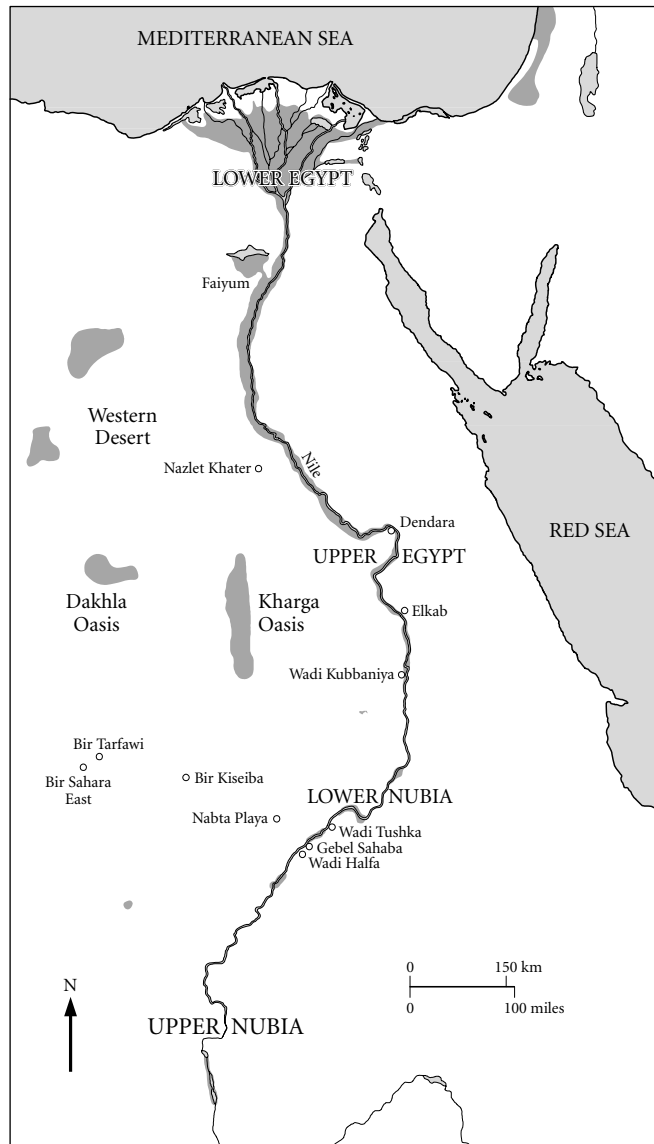 MEDITERRANEAN SEA
LOWER EGYPT
Faiyum
Western
Desert
Nazlet Khater
Nile
Dendara
RED SEA
UPPER EGYPT
Dakhla
Oasis
Kharga
Oasis
Elkab
Wadi Kubbaniya
Bir Tarfawi
Bir Sahara
East
Bir Kiseiba
LOWER NUBIA
Nabta Playa
Wadi Tushka
Gebel Sahaba
Wadi Halfa
0 150 km
0 100 miles
N
UPPER NUBIA